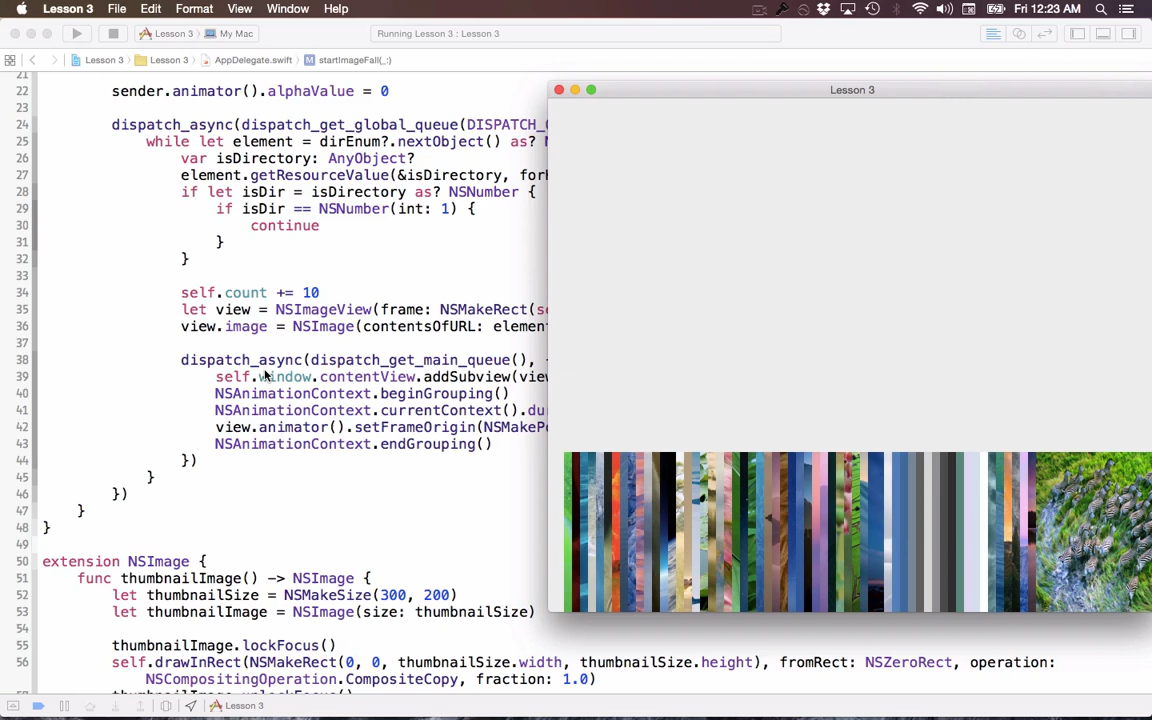 Lesson 3 File Edit Format View Window Help Fri 12:23 AM
Lesson 3 My Mac Running Lesson 3 : Lesson 3
Lesson 3 Lesson 3 AppDelegate.swift M startImageFall(_:)
Lesson 3
21
22 sender.animator().alphaValue = 0
23
24 dispatch_async(dispatch_get_global_queue(DISPATCH_
25 while let element = dirEnum?.nextObject() as?
26 var isDirectory: AnyObject?
27 element.getResourceValue(&isDirectory, for
28 if let isDir = isDirectory as? NSNumber {
29 if isDir == NSNumber(int: 1) {
30 continue
31 }
32 }
33
34 self.count += 10
35 let view = NSImageView(frame: NSMakeRect(
36 view.image = NSImage(contentsOfURL: element
37
38 dispatch_async(dispatch_get_main_queue(), {
39 self.window.contentView.addSubview(view
40 NSAnimationContext.beginGrouping()
41 NSAnimationContext.currentContext().du
42 view.animator().setFrameOrigin(NSMakeP
43 NSAnimationContext.endGrouping()
44 })
45 }
46 })
47 }
48 }
49
50 extension NSImage {
51 func thumbnailImage() -> NSImage {
52 let thumbnailSize = NSMakeSize(300, 200)
53 let thumbnailImage = NSImage(size: thumbnailSize)
54
55 thumbnailImage.lockFocus()
56 self.drawInRect(NSMakeRect(0, 0, thumbnailSize.width, thumbnailSize.height), fromRect: NSZeroRect, operation:
NSCompositingOperation.CompositeCopy, fraction: 1.0)
Lesson 3